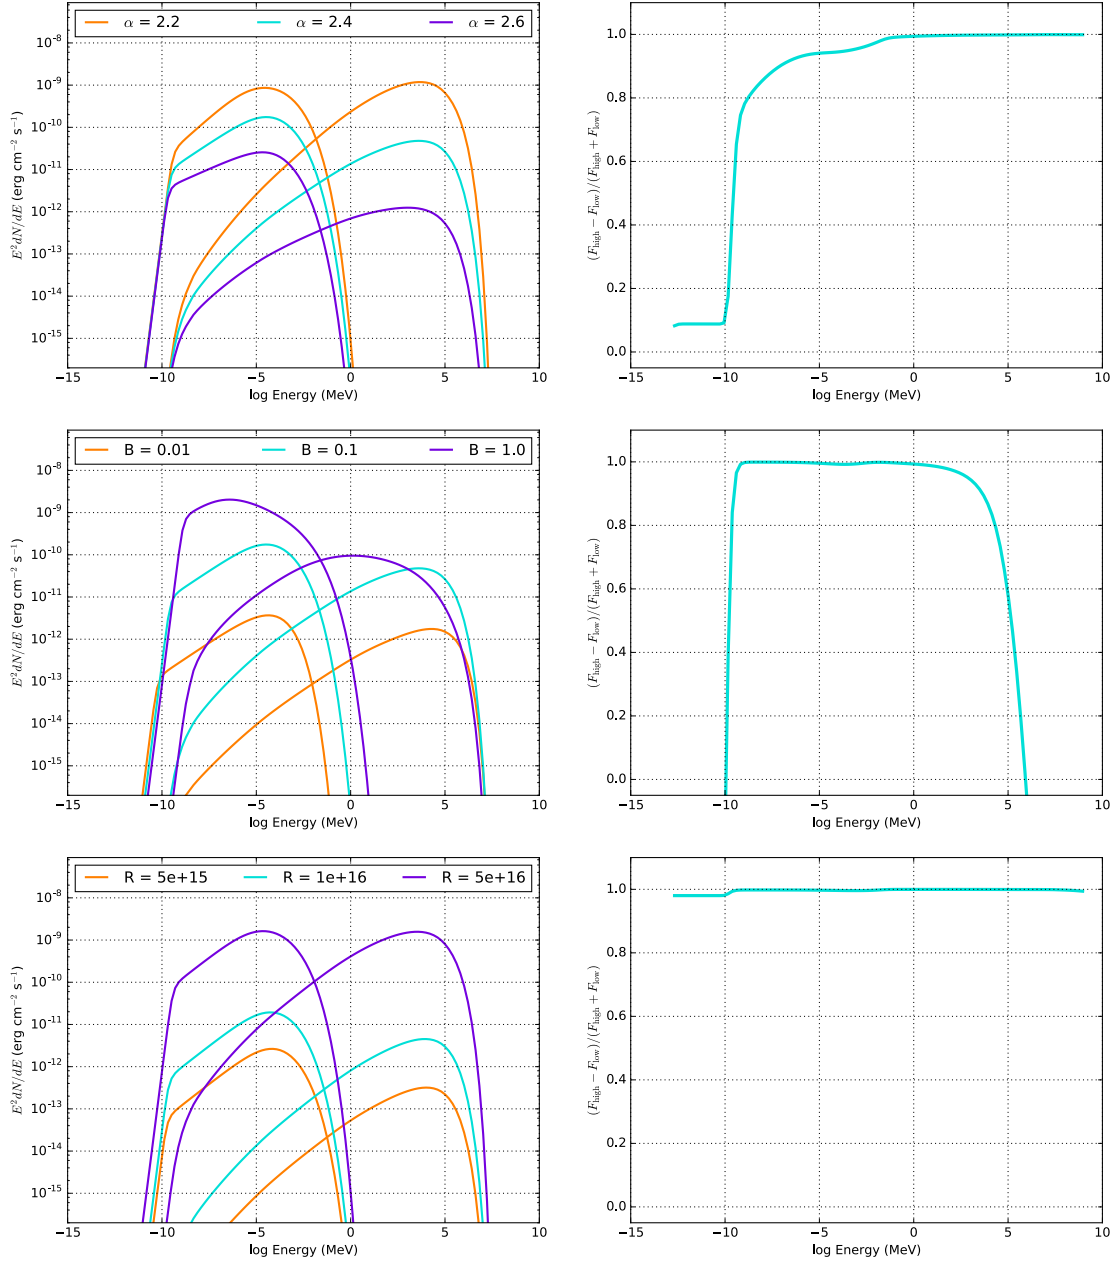 α = 2.2 α = 2.4 α = 2.6
10⁻⁸
10⁻⁹
10⁻¹⁰
10⁻¹¹
10⁻¹²
10⁻¹³
10⁻¹⁴
10⁻¹⁵
E²dN/dE (erg cm⁻² s⁻¹)
−15 −10 −5 0 5 10
log Energy (MeV)
1.0
0.8
0.6
0.4
0.2
0.0
(F_high − F_low)/(F_high + F_low)
−15 −10 −5 0 5 10
log Energy (MeV)
B = 0.01 B = 0.1 B = 1.0
10⁻⁸
10⁻⁹
10⁻¹⁰
10⁻¹¹
10⁻¹²
10⁻¹³
10⁻¹⁴
10⁻¹⁵
E²dN/dE (erg cm⁻² s⁻¹)
−15 −10 −5 0 5 10
log Energy (MeV)
1.0
0.8
0.6
0.4
0.2
0.0
(F_high − F_low)/(F_high + F_low)
−15 −10 −5 0 5 10
log Energy (MeV)
R = 5e+15 R = 1e+16 R = 5e+16
10⁻⁸
10⁻⁹
10⁻¹⁰
10⁻¹¹
10⁻¹²
10⁻¹³
10⁻¹⁴
10⁻¹⁵
E²dN/dE (erg cm⁻² s⁻¹)
−15 −10 −5 0 5 10
log Energy (MeV)
1.0
0.8
0.6
0.4
0.2
0.0
(F_high − F_low)/(F_high + F_low)
−15 −10 −5 0 5 10
log Energy (MeV)